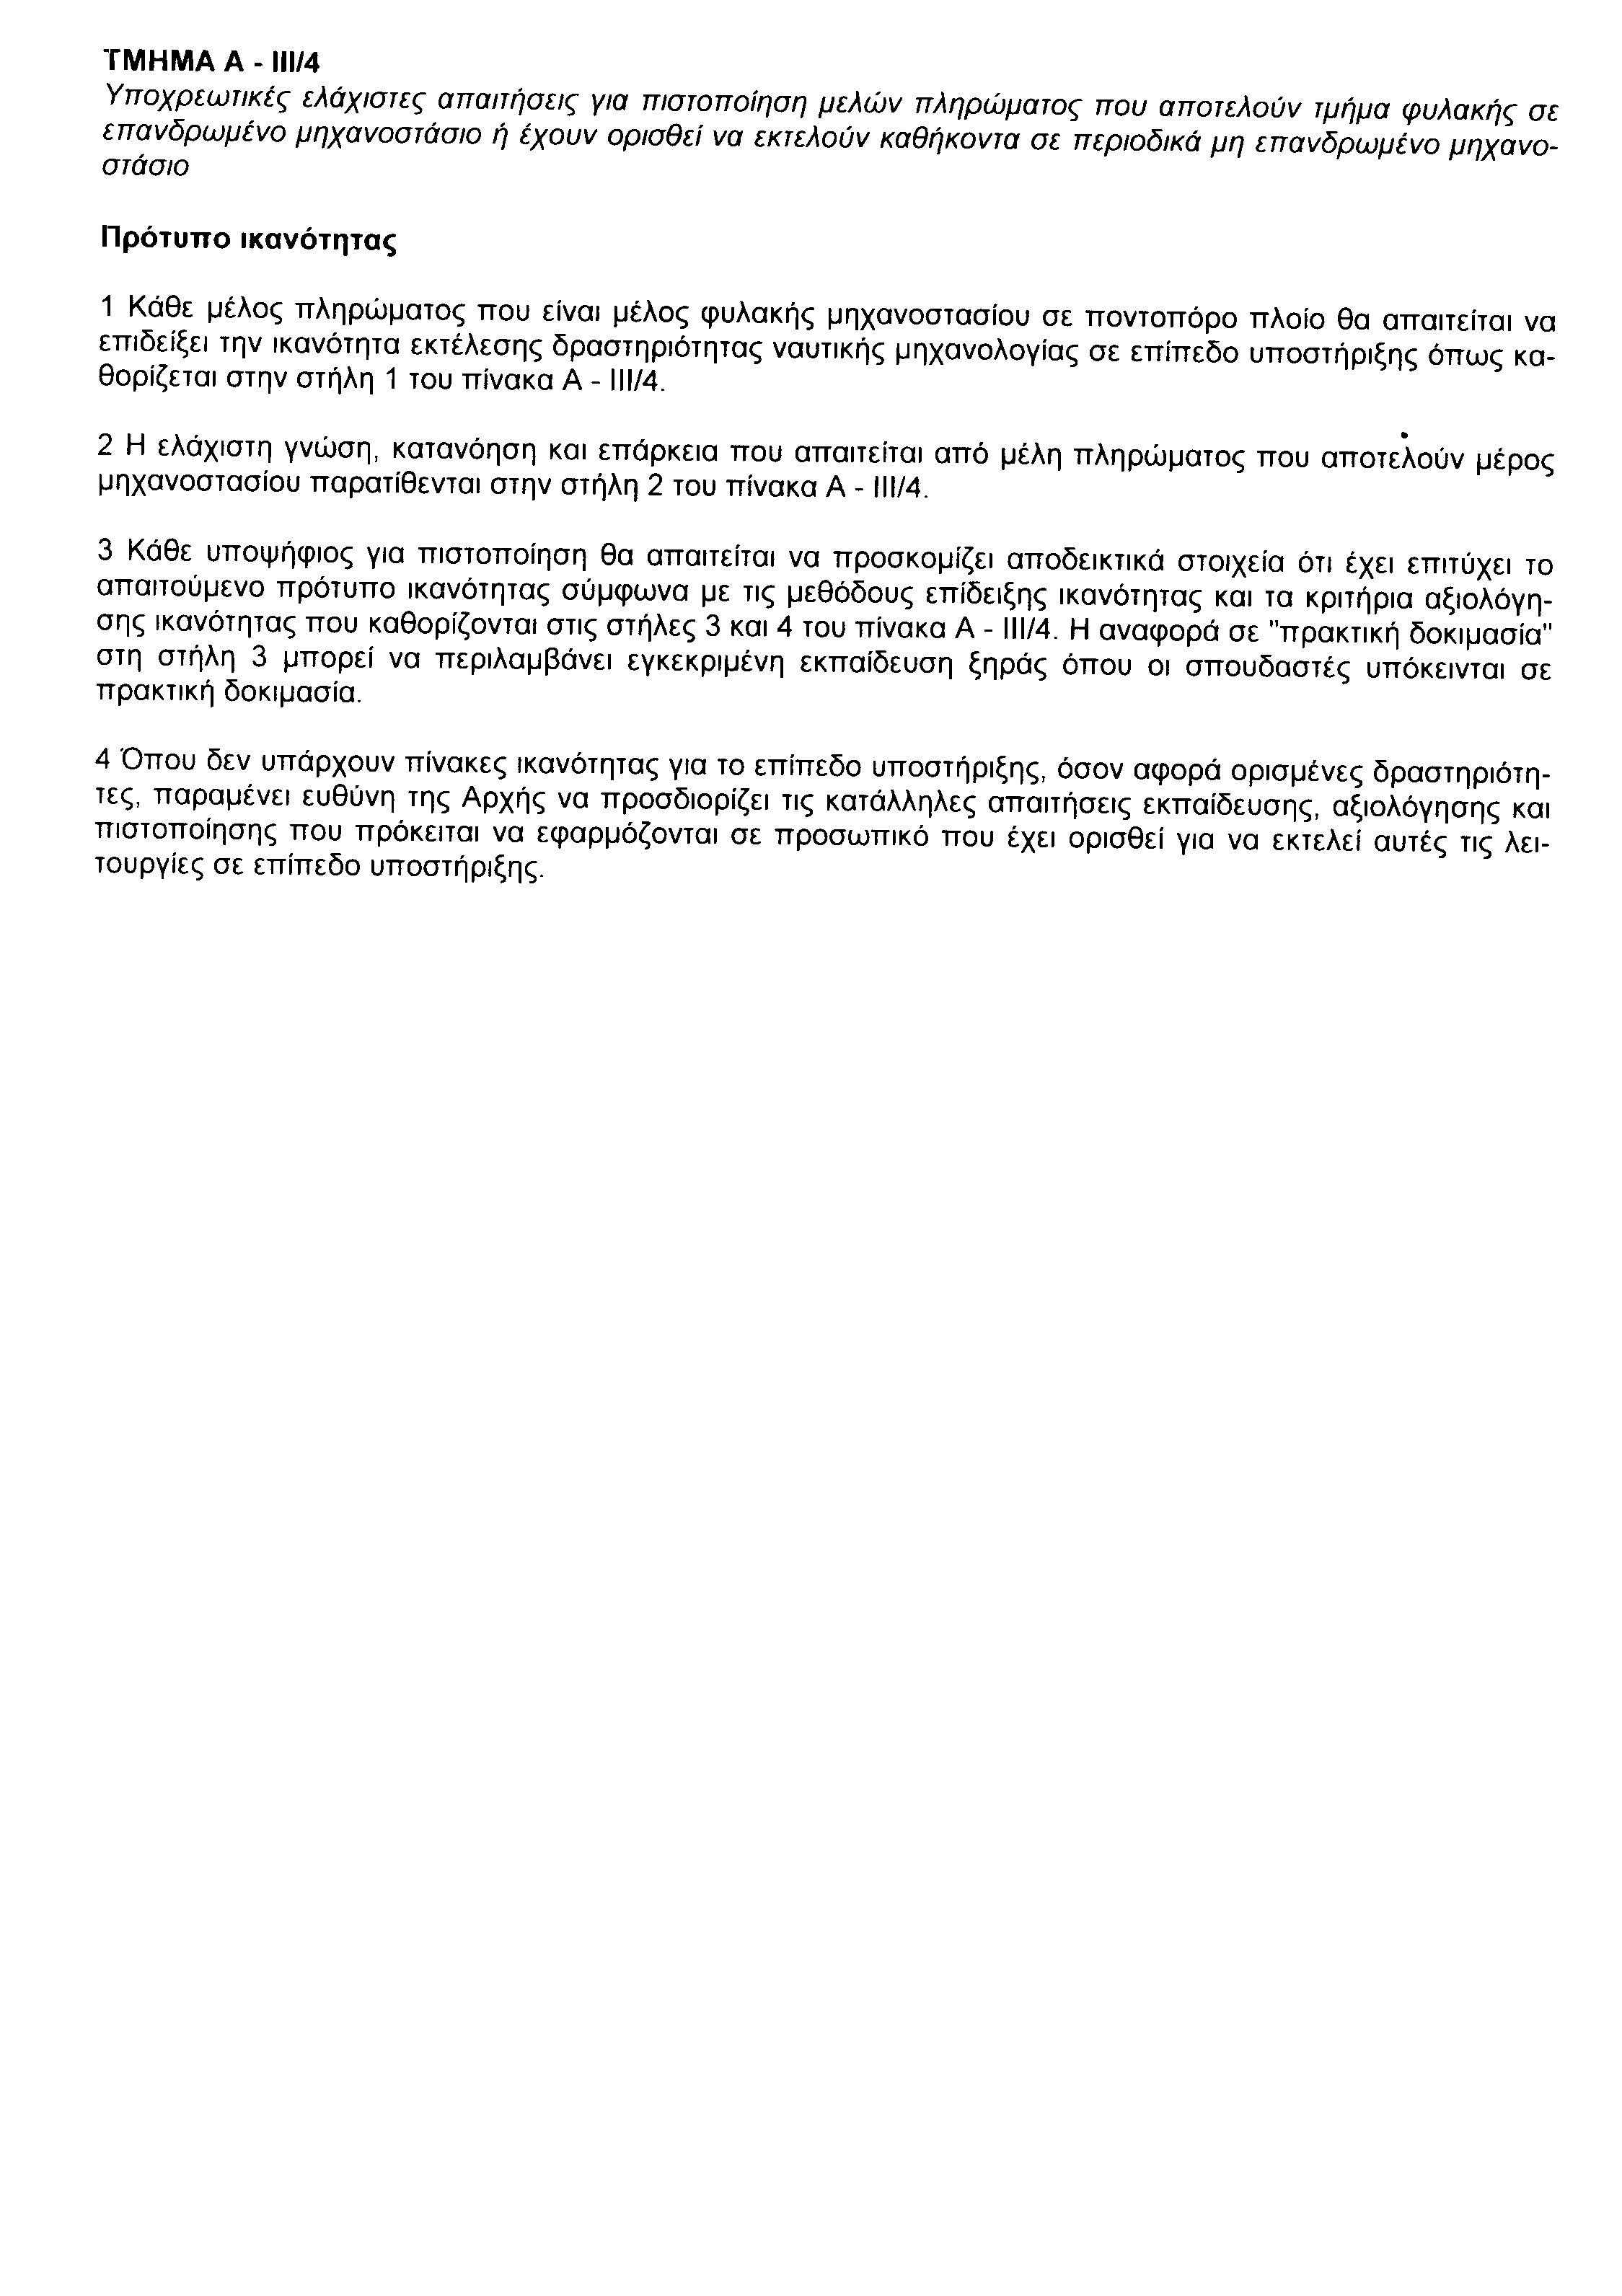 ΤΜΗΜΑ Α - ΙΙΙ/4
Υποχρεωτικές ελάχιστες απαιτήσεις για πιστοποίηση μελών πληρώματος που αποτελούν τμήμα φυλακής σε
επανδρωμένο μηχανοστάσιο ή έχουν ορισθεί να εκτελούν καθήκοντα σε περιοδικά μη επανδρωμένο μηχανο-
στάσιο
Πρότυπο ικανότητας
1 Κάθε μέλος πληρώματος που είναι μέλος φυλακής μηχανοστασίου σε ποντοπόρο πλοίο θα απαιτείται να
επιδείξει την ικανότητα εκτέλεσης δραστηριότητας ναυτικής μηχανολογίας σε επίπεδο υποστήριξης όπως κα-
θορίζεται στην στήλη 1 του πίνακα Α - ΙΙΙ/4.
2 Η ελάχιστη γνώση, κατανόηση και επάρκεια που απαιτείται από μέλη πληρώματος που αποτελούν μέρος
μηχανοστασίου παρατίθενται στην στήλη 2 του πίνακα Α - ΙΙΙ/4.
3 Κάθε υποψήφιος για πιστοποίηση θα απαιτείται να προσκομίζει αποδεικτικά στοιχεία ότι έχει επιτύχει το
απαιτούμενο πρότυπο ικανότητας σύμφωνα με τις μεθόδους επίδειξης ικανότητας και τα κριτήρια αξιολόγη-
σης ικανότητας που καθορίζονται στις στήλες 3 και 4 του πίνακα Α - ΙΙΙ/4. Η αναφορά σε "πρακτική δοκιμασία"
στη στήλη 3 μπορεί να περιλαμβάνει εγκεκριμένη εκπαίδευση ξηράς όπου οι σπουδαστές υπόκεινται σε
πρακτική δοκιμασία.
4 Όπου δεν υπάρχουν πίνακες ικανότητας για το επίπεδο υποστήριξης, όσον αφορά ορισμένες δραστηριότη-
τες, παραμένει ευθύνη της Αρχής να προσδιορίζει τις κατάλληλες απαιτήσεις εκπαίδευσης, αξιολόγησης και
πιστοποίησης που πρόκειται να εφαρμόζονται σε προσωπικό που έχει ορισθεί για να εκτελεί αυτές τις λει-
τουργίες σε επίπεδο υποστήριξης.